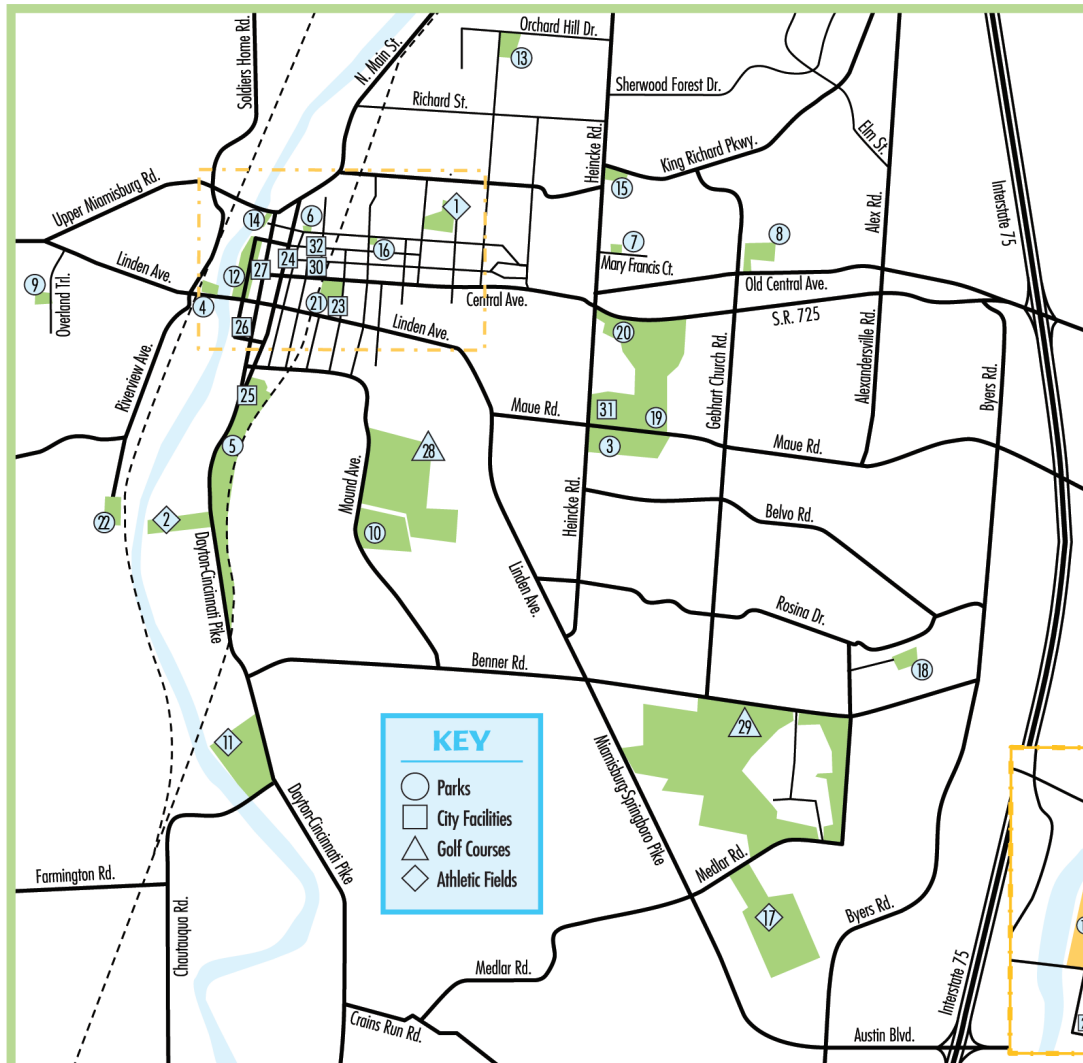 Orchard Hill Dr.
Soldiers Home Rd.
N. Main St.
13
Sherwood Forest Dr.
Richard St.
Heincke Rd.
Elm St.
King Richard Pkwy.
Upper Miamisburg Rd.
15
Interstate 75
Alex Rd.
14
6
1
8
32
16
7
24
30
Mary Francis Ct.
Linden Ave.
12
27
9
Overland Trl.
Old Central Ave.
Central Ave.
4
21
23
S.R. 725
26
Linden Ave.
20
Gebhart Church Rd.
Alexandersville Rd.
Byers Rd.
Riverview Ave.
25
Maue Rd.
31
19
5
3
Maue Rd.
28
Mound Ave.
Heincke Rd.
Belvo Rd.
22
2
10
Dayton-Cincinnati Pike
Linden Ave.
Rosina Dr.
Benner Rd.
18
29
11
KEY
Parks
City Facilities
Golf Courses
Athletic Fields
Miamisburg-Springboro Pike
Dayton-Cincinnati Pike
Medlar Rd.
Farmington Rd.
Chautauqua Rd.
17
Byers Rd.
Medlar Rd.
Interstate 75
Crains Run Rd.
Austin Blvd.